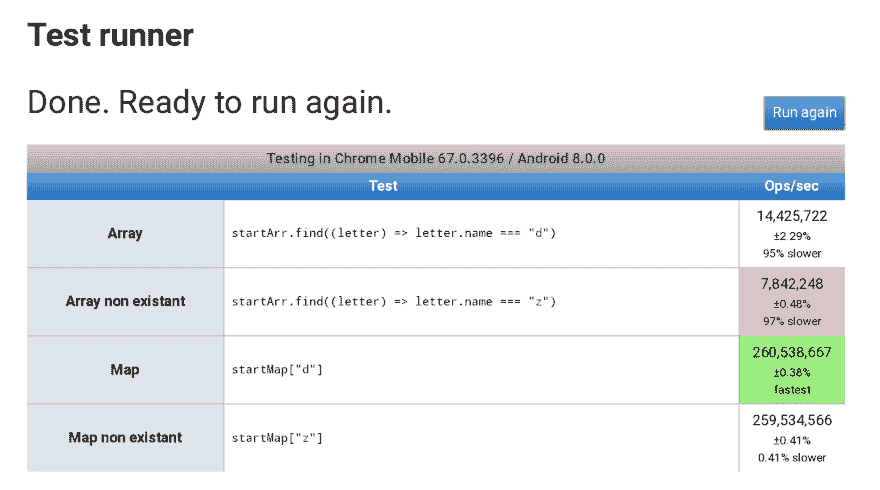 Test runner
Done. Ready to run again.
Run again
Testing in Chrome Mobile 67.0.3396 / Android 8.0.0
Test Ops/sec
Array startArr.find((letter) => letter.name === "d") 14,425,722
±2.29%
95% slower
Array non existant startArr.find((letter) => letter.name === "z") 7,842,248
±0.48%
97% slower
Map startMap["d"] 260,538,667
±0.38%
fastest
Map non existant startMap["z"] 259,534,566
±0.41%
0.41% slower